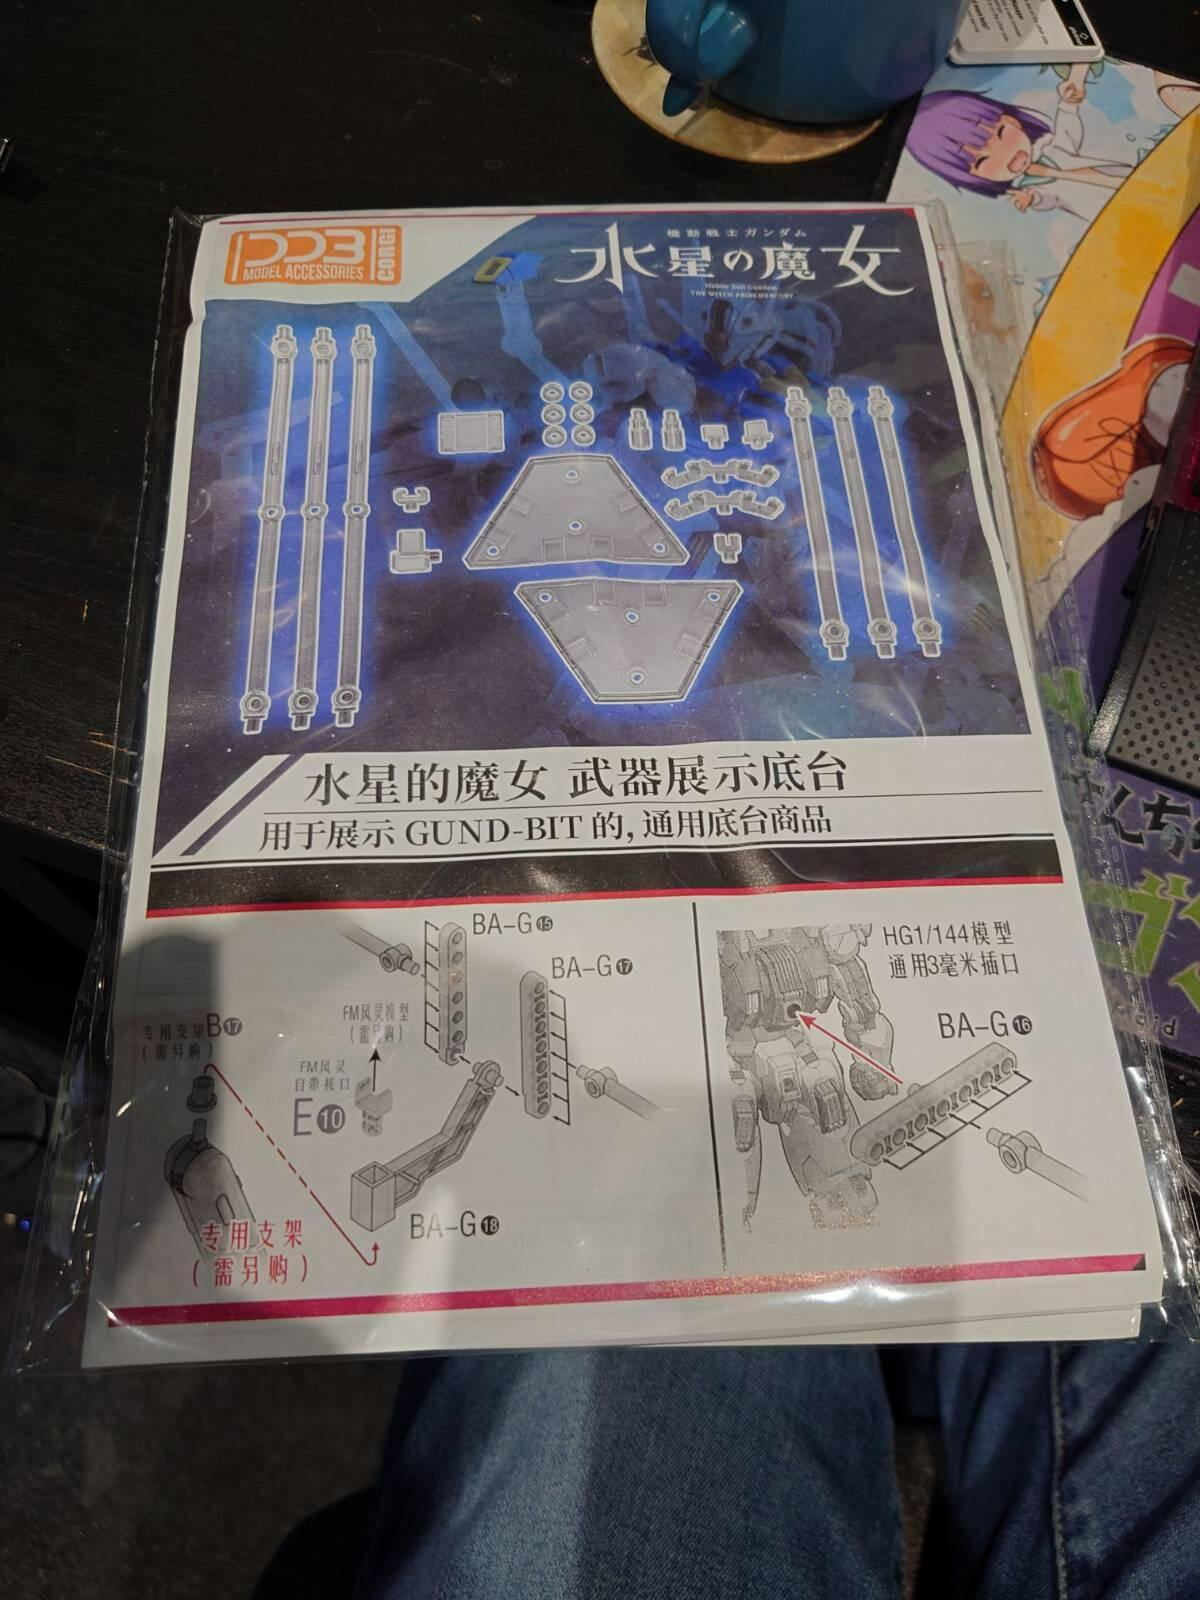 DD3
MODEL ACCESSORIES
CORGI
機動戦士ガンダム
水星の魔女
Mobile Suit Gundam
THE WITCH FROM MERCURY
水星的魔女 武器展示底台
用于展示 GUND-BIT 的, 通用底台商品
BA-G15
BA-G17
FM风灵模型
(需另购)
专用支架B17
(需另购)
FM风灵
自带接口
E10
BA-G18
专用支架
(需另购)
HG1/144模型
通用3毫米插口
BA-G16